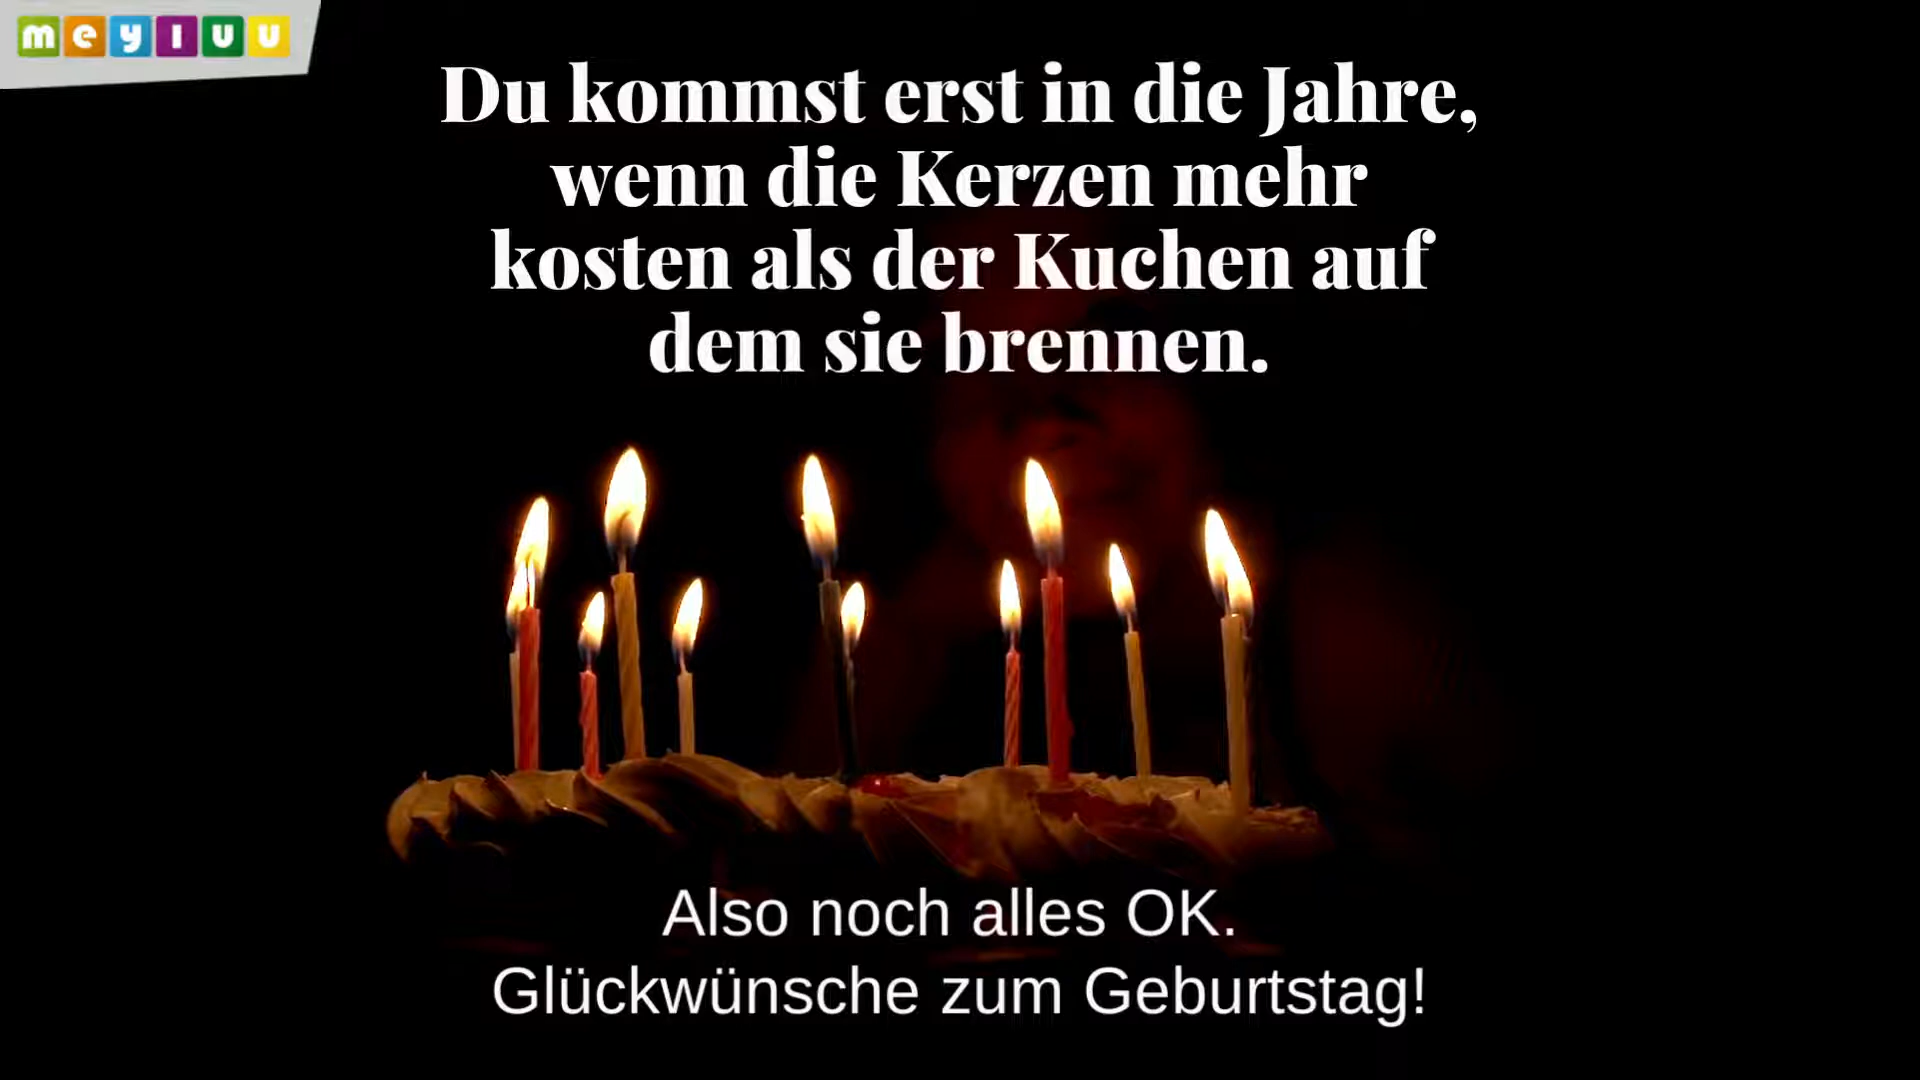 meyluu
Du kommst erst in die Jahre,
wenn die Kerzen mehr
kosten als der Kuchen auf
dem sie brennen.
Also noch alles OK.
Glückwünsche zum Geburtstag!